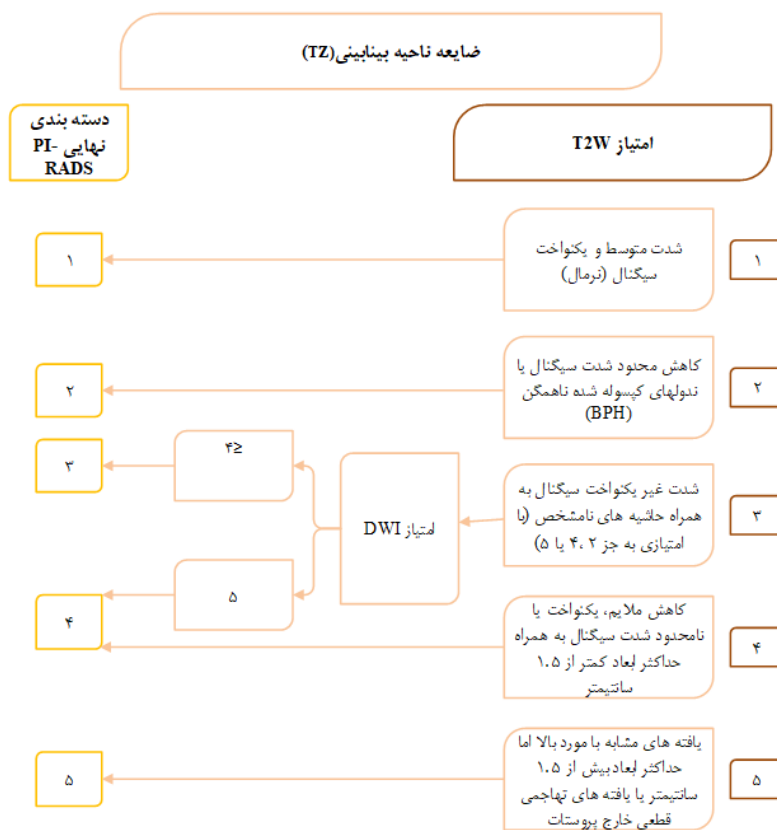 ضایعه ناحیه بینابینی(TZ)
امتیاز T2W
دسته بندی
نهایی PI-
RADS
۱
شدت متوسط و یکنواخت
سیگنال (نرمال)
۱
۲
کاهش محدود شدت سیگنال یا
ندولهای کپسوله شده ناهمگن
(BPH)
۲
۳
شدت غیر یکنواخت سیگنال به
همراه حاشیه های نامشخص (یا
امتیازی به جز ۲ ،۴ یا ۵)
امتیاز DWI
≤۴
۳
۵
۴
۴
کاهش ملایم، یکنواخت یا
نامحدود شدت سیگنال به همراه
حداکثر ابعاد کمتر از ۱.۵
سانتیمتر
۵
یافته های مشابه با مورد بالا اما
حداکثر ابعاد بیش از ۱.۵
سانتیمتر یا یافته های تهاجمی
قطعی خارج پروستات
۵